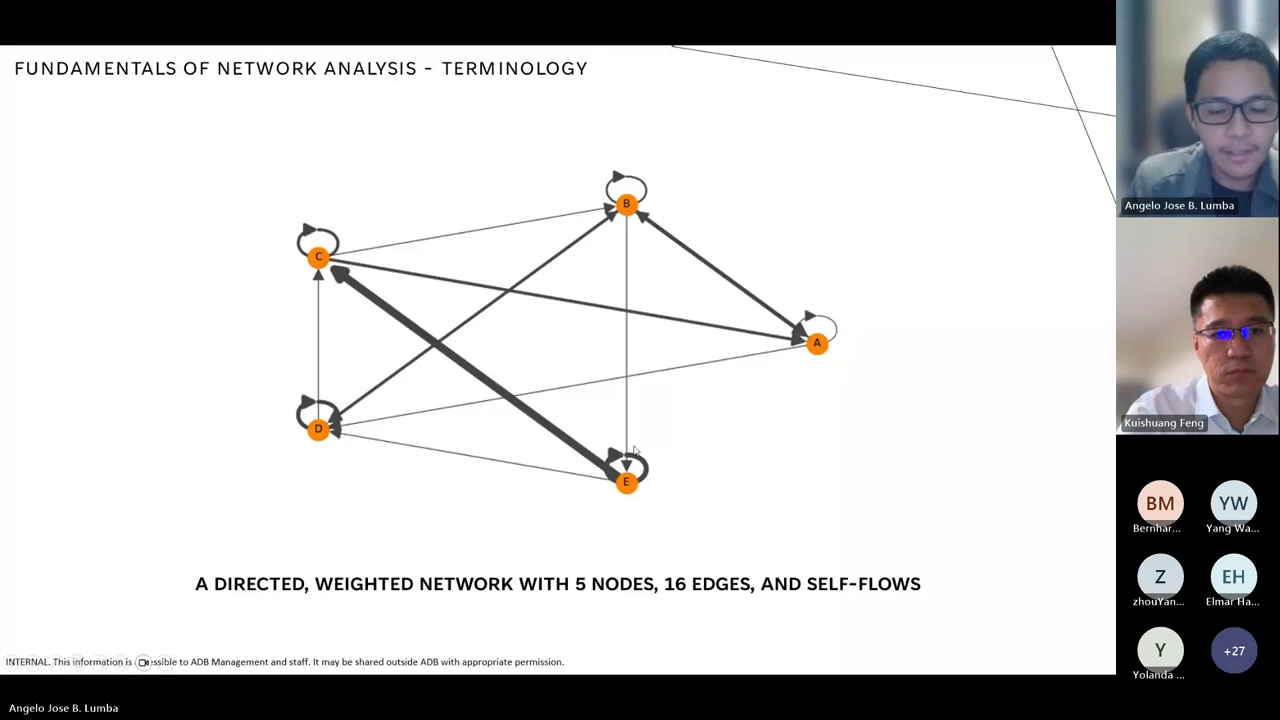 FUNDAMENTALS OF NETWORK ANALYSIS - TERMINOLOGY
B
C
A
D
E
A DIRECTED, WEIGHTED NETWORK WITH 5 NODES, 16 EDGES, AND SELF-FLOWS
INTERNAL. This information is essible to ADB Management and staff. It may be shared outside ADB with appropriate permission.
Angelo Jose B. Lumba
Angelo Jose B. Lumba
Kuishuang Feng
BM
YW
Bernhar...
Yang Wa...
Z
EH
zhouYan...
Elmar Ha...
Y
+27
Yolanda ...